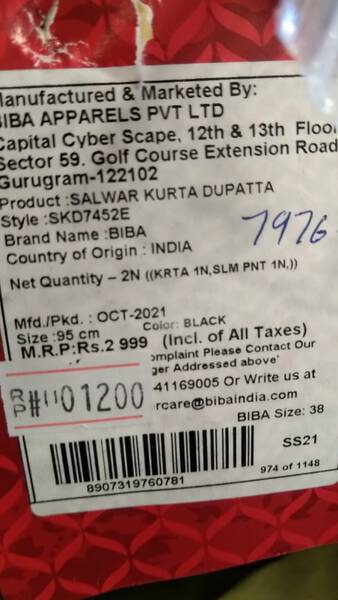 Manufactured & Marketed By:
BIBA APPARELS PVT LTD
Capital Cyber Scape, 12th & 13th Floor
Sector 59. Golf Course Extension Road
Gurugram-122102
Product :SALWAR KURTA DUPATTA
Style :SKD7452E
7976
Brand Name :BIBA
Country of Origin : INDIA
Net Quantity – 2N ((KRTA 1N,SLM PNT 1N,))
Mfd./Pkd. : OCT-2021
Size :95 cm Color: BLACK
M.R.P:Rs.2 999 (Incl. of All Taxes)
omplaint Please Contact Our
ger Addressed above'
RP #"01200
41169005 Or Write us at
rcare@bibaindia.com
BIBA Size: 38
SS21
8907319760781
974 of 1148